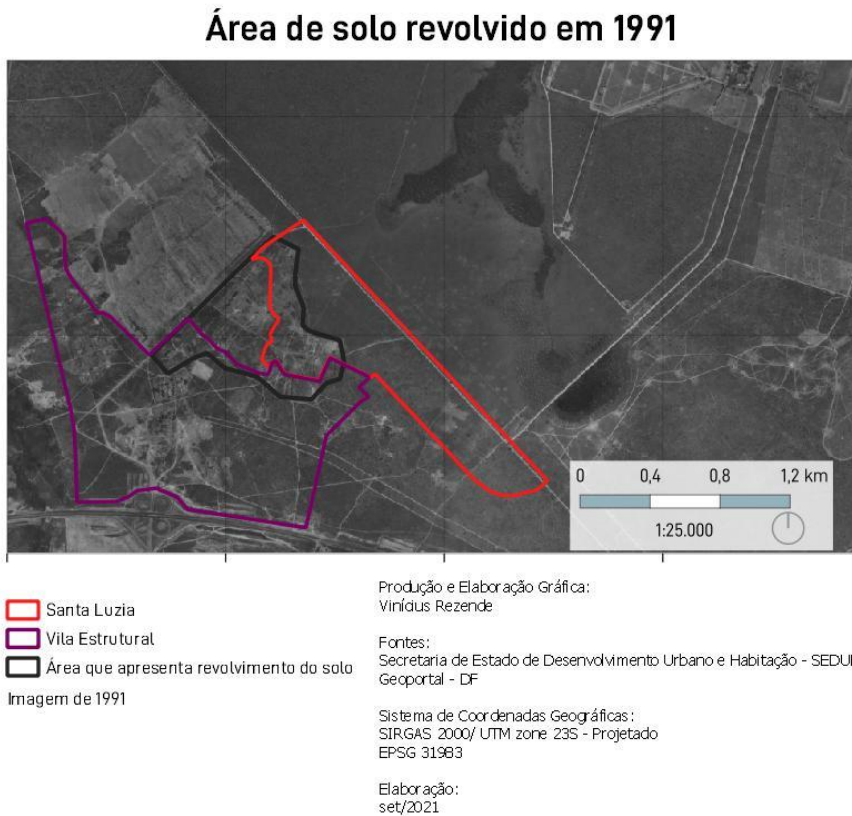 Área de solo revolvido em 1991
0 0,4 0,8 1,2 km
1:25.000
Santa Luzia
Vila Estrutural
Área que apresenta revolvimento do solo
Imagem de 1991
Produção e Elaboração Gráfica:
Vinícius Rezende
Fontes:
Secretaria de Estado de Desenvolvimento Urbano e Habitação - SEDU
Geoportal - DF
Sistema de Coordenadas Geográficas:
SIRGAS 2000/ UTM zone 23S - Projetado
EPSG 31983
Elaboração:
set/2021